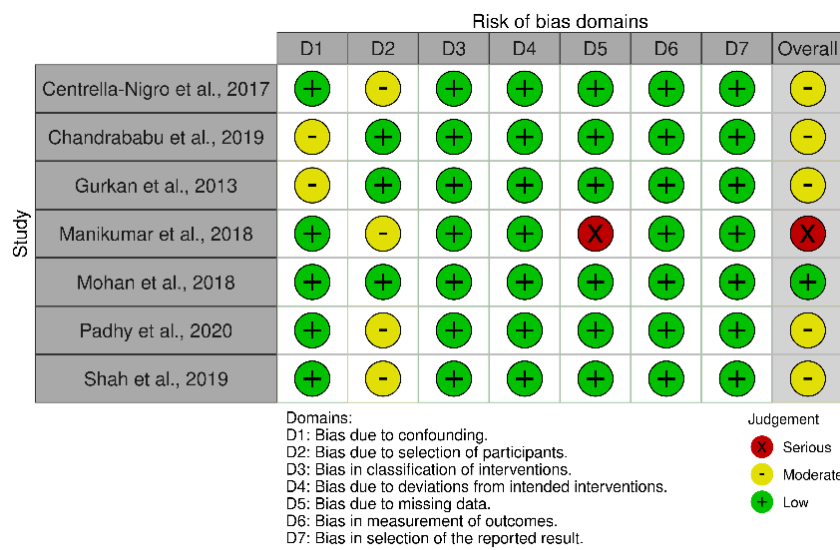 Risk of bias domains
D1 D2 D3 D4 D5 D6 D7 Overall
Study
Centrella-Nigro et al., 2017 + - + + + + + -
Chandrababu et al., 2019 - + + + + + + -
Gurkan et al., 2013 - + + + + + + -
Manikumar et al., 2018 + - + + X + + X
Mohan et al., 2018 + + + + + + + +
Padhy et al., 2020 + - + + + + + -
Shah et al., 2019 + - + + + + + -
Domains:
D1: Bias due to confounding.
D2: Bias due to selection of participants.
D3: Bias in classification of interventions.
D4: Bias due to deviations from intended interventions.
D5: Bias due to missing data.
D6: Bias in measurement of outcomes.
D7: Bias in selection of the reported result.
Judgement
X Serious
- Moderate
+ Low